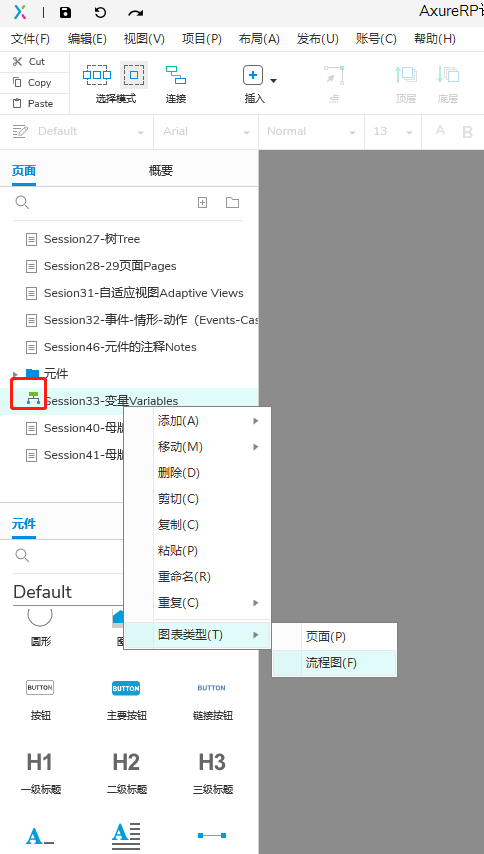 AxureRP
文件(F) 编辑(E) 视图(V) 项目(P) 布局(A) 发布(U) 账号(C) 帮助(H)
Cut
Copy
Paste
选择模式 连接 插入 点 顶层 底层
Default Arial Normal 13 A B
页面 概要
Session27-树Tree
Session28-29页面Pages
Sesion31-自适应视图Adaptive Views
Session32-事件-情形-动作（Events-Cas
Session46-元件的注释Notes
元件
Session33-变量Variables
Session40-母版
Session41-母版
添加(A)
移动(M)
删除(D)
剪切(C)
复制(C)
粘贴(P)
重命名(R)
重复(C)
图表类型(T)
页面(P)
流程图(F)
元件
Default
圆形
BUTTON BUTTON BUTTON
按钮 主要按钮 链接按钮
H1 H2 H3
一级标题 二级标题 三级标题
A A